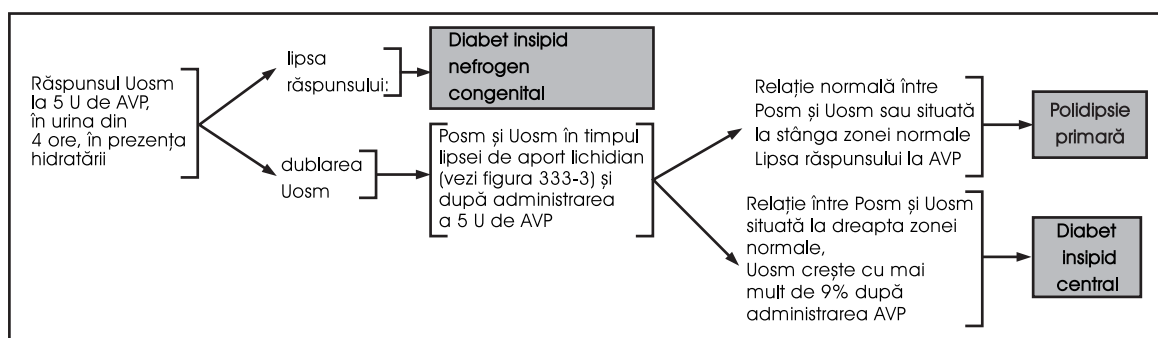 Răspunsul Uosm
la 5 U de AVP,
în urina din
4 ore, în prezența
hidratării
lipsa
răspunsului:
Diabet insipid
nefrogen
congenital
dublarea
Uosm
Posm și Uosm în timpul
lipsei de aport lichidian
(vezi figura 333-3) și
după administrarea
a 5 U de AVP
Relație normală între
Posm și Uosm sau situată
la stânga zonei normale
Lipsa răspunsului la AVP
Polidipsie
primară
Relație între Posm și Uosm
situată la dreapta zonei
normale,
Uosm crește cu mai
mult de 9% după
administrarea AVP
Diabet
insipid
central